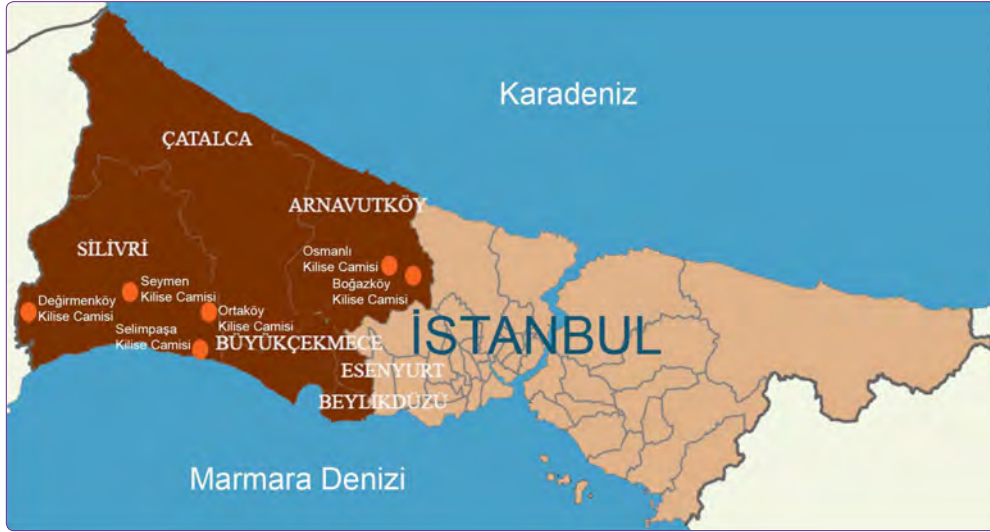 Karadeniz
ÇATALCA
ARNAVUTKÖY
SİLİVRİ
Osmanlı
Kilise Camisi
Boğazköy
Kilise Camisi
Seymen
Kilise Camisi
Değirmenköy
Kilise Camisi
Ortaköy
Kilise Camisi
Selimpaşa
Kilise Camisi
BÜYÜKÇEKMECE
İSTANBUL
ESENYURT
BEYLİKDÜZÜ
Marmara Denizi